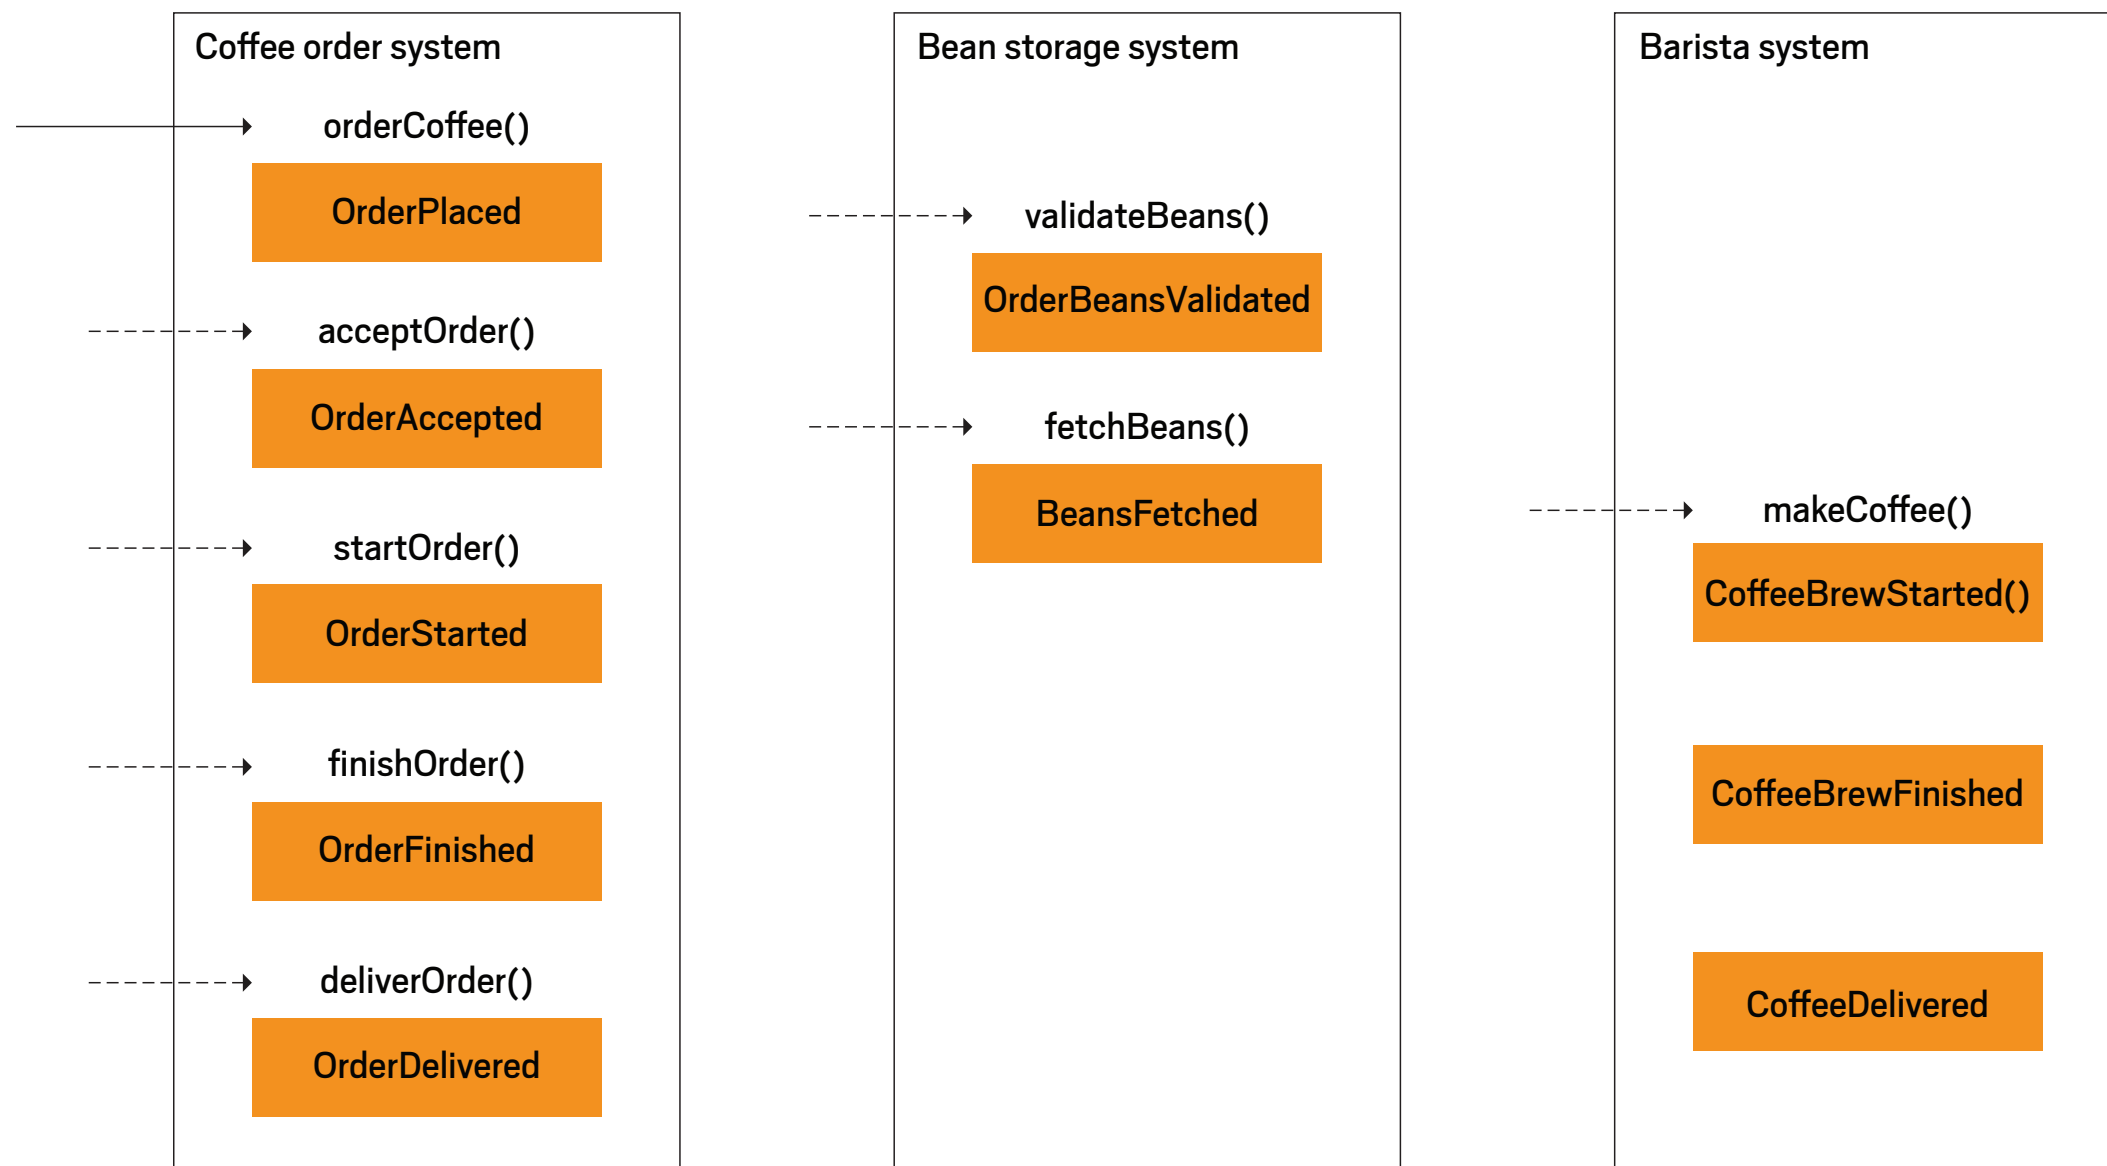 Coffee order system
orderCoffee()
OrderPlaced
acceptOrder()
OrderAccepted
startOrder()
OrderStarted
finishOrder()
OrderFinished
deliverOrder()
OrderDelivered
Bean storage system
validateBeans()
OrderBeansValidated
fetchBeans()
BeansFetched
Barista system
makeCoffee()
CoffeeBrewStarted()
CoffeeBrewFinished
CoffeeDelivered